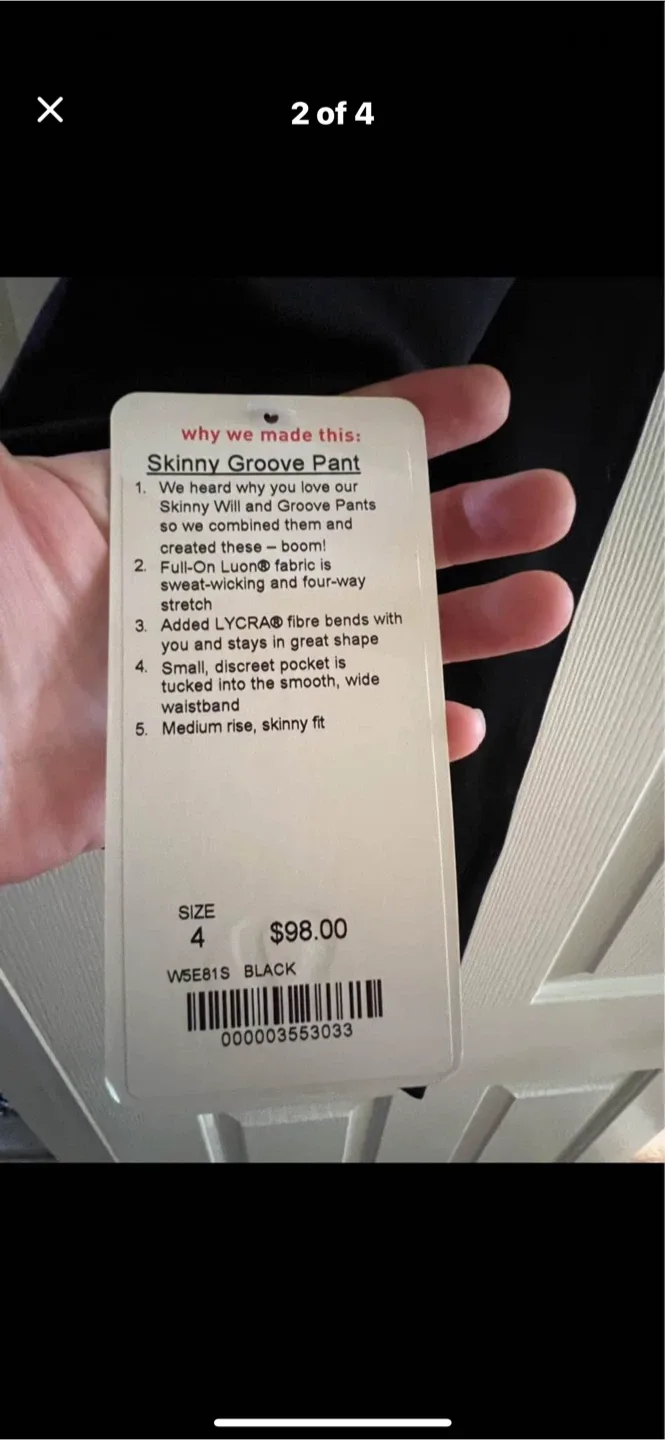 2 of 4
why we made this:
Skinny Groove Pant
1. We heard why you love our
Skinny Will and Groove Pants
so we combined them and
created these – boom!
2. Full-On Luon® fabric is
sweat-wicking and four-way
stretch
3. Added LYCRA® fibre bends with
you and stays in great shape
4. Small, discreet pocket is
tucked into the smooth, wide
waistband
5. Medium rise, skinny fit
SIZE
4 $98.00
W5E81S BLACK
000003553033